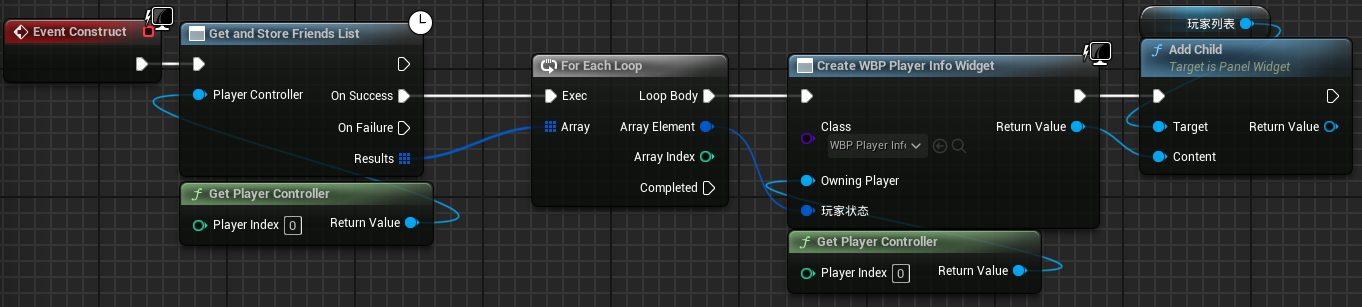 Event Construct
Get and Store Friends List
Player Controller
On Success
On Failure
Results
Get Player Controller
Player Index 0
Return Value
For Each Loop
Exec
Loop Body
Array
Array Element
Array Index
Completed
Create WBP Player Info Widget
Class
WBP Player Info
Return Value
Owning Player
玩家状态
Get Player Controller
Player Index 0
Return Value
玩家列表
Add Child
Target is Panel Widget
Target
Return Value
Content